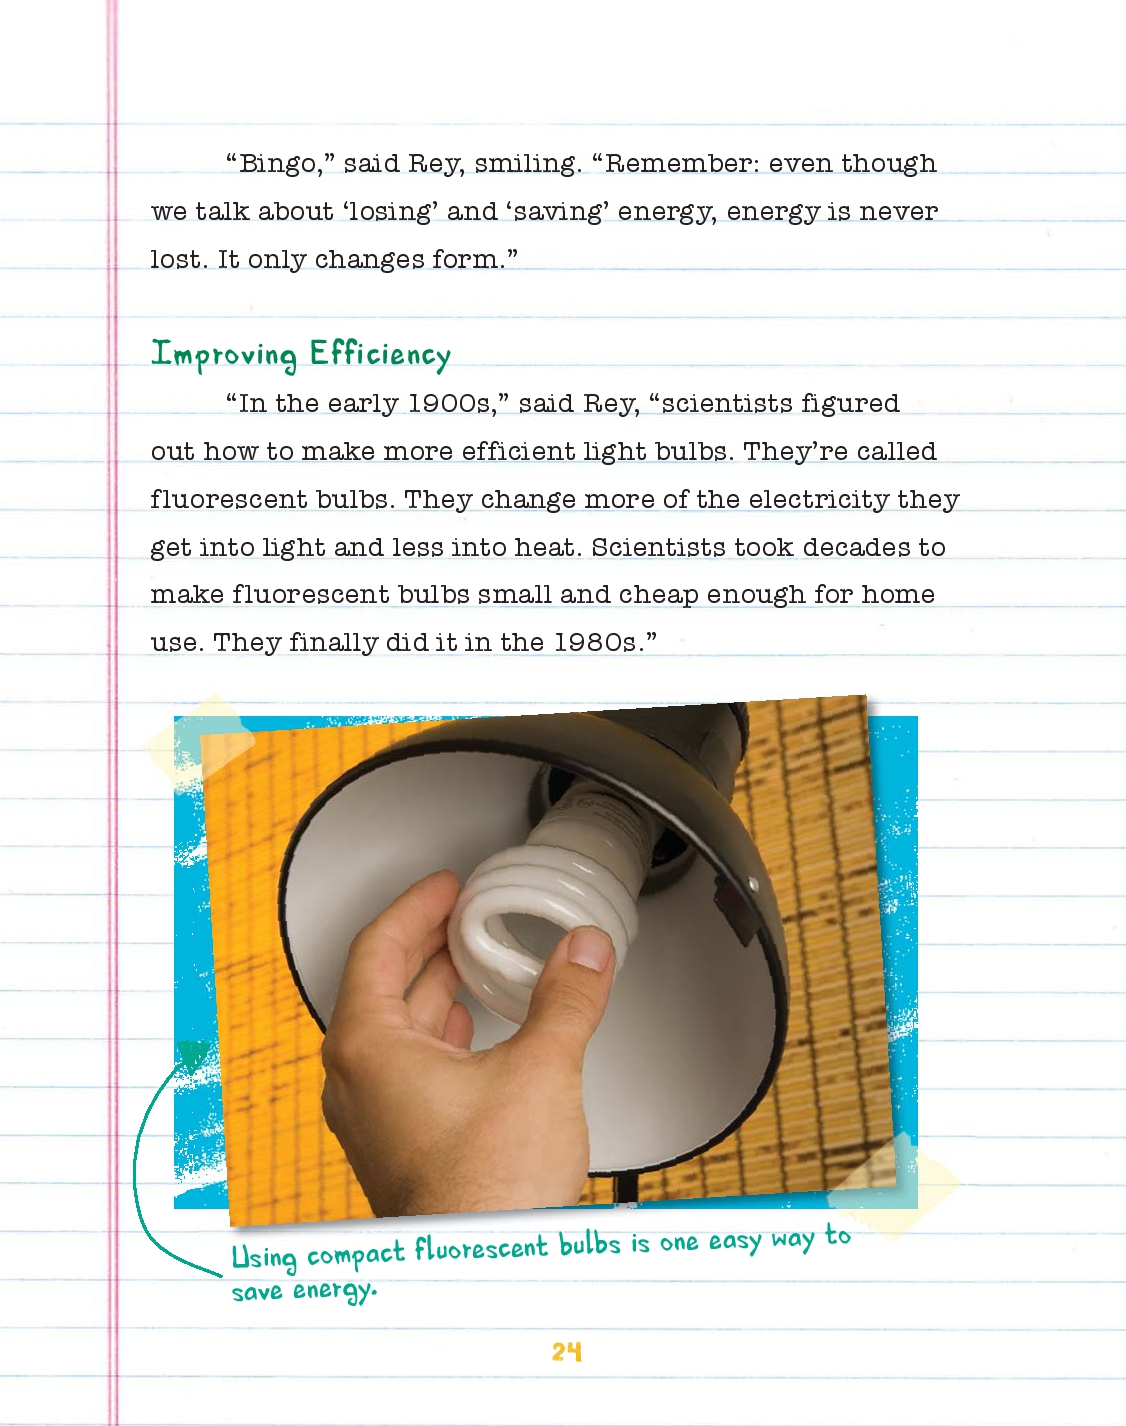 “Bingo,” said Rey, smiling. “Remember: even though
we talk about ‘losing’ and ‘saving’ energy, energy is never
lost. It only changes form.”
Improving Efficiency
“In the early 1900s,” said Rey, “scientists figured
out how to make more efficient light bulbs. They’re called
fluorescent bulbs. They change more of the electricity they
get into light and less into heat. Scientists took decades to
make fluorescent bulbs small and cheap enough for home
use. They finally did it in the 1980s.”
Using compact fluorescent bulbs is one easy way to
save energy.
24